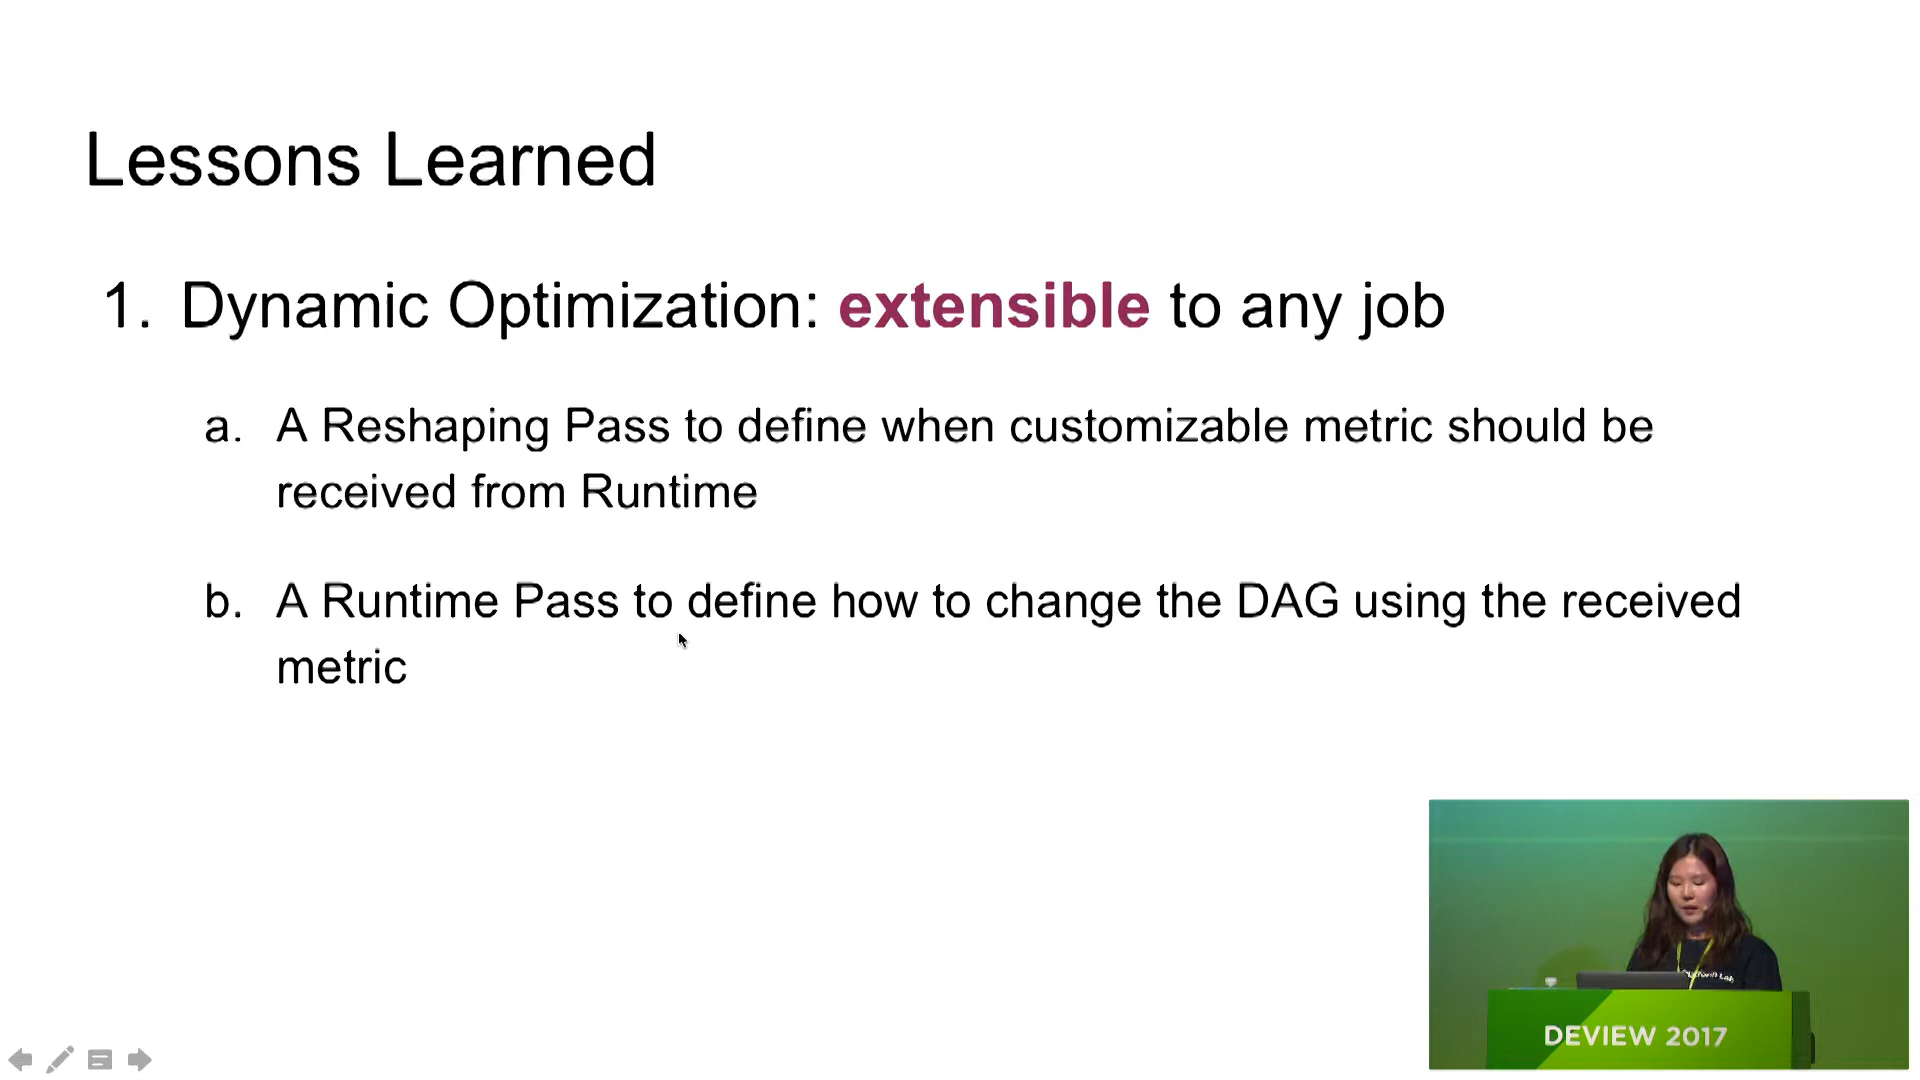 Lessons Learned
1. Dynamic Optimization: extensible to any job
a. A Reshaping Pass to define when customizable metric should be
received from Runtime
b. A Runtime Pass to define how to change the DAG using the received
metric
DEVIEW 2017